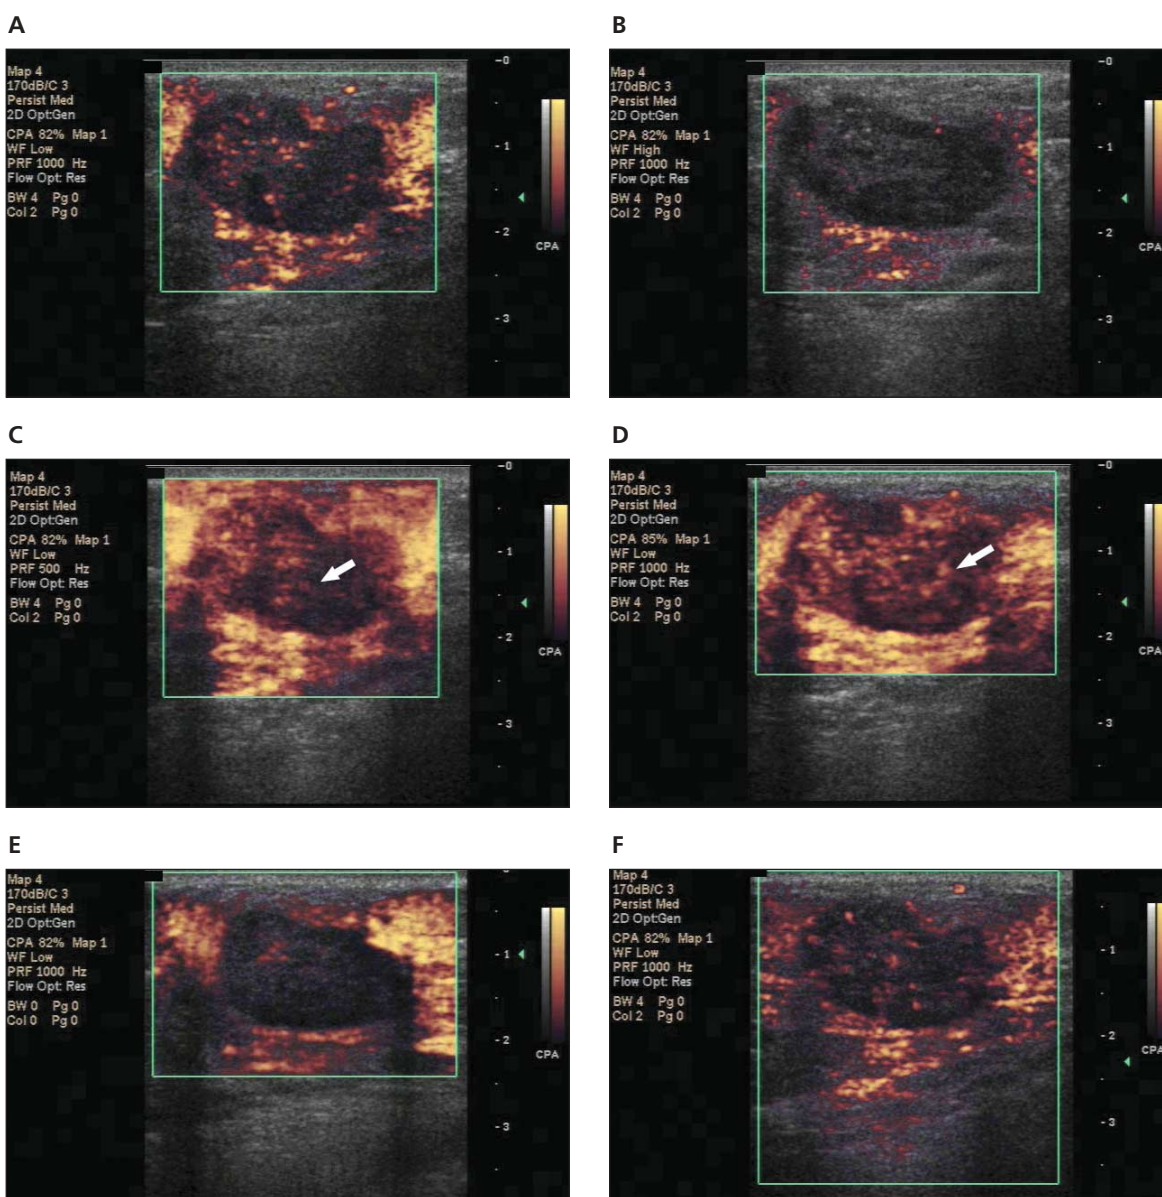 A
Map 4
170dB/C 3
Persist Med
2D Opt:Gen
CPA 82% Map 1
WF Low
PRF 1000 Hz
Flow Opt: Res
BW 4 Pg 0
Col 2 Pg 0
-0
-1
-2
-3
CPA
B
Map 4
170dB/C 3
Persist Med
2D Opt:Gen
CPA 82% Map 1
WF High
PRF 1000 Hz
Flow Opt: Res
BW 4 Pg 0
Col 2 Pg 0
-0
-1
-2
-3
CPA
C
Map 4
170dB/C 3
Persist Med
2D Opt:Gen
CPA 82% Map 1
WF Low
PRF 500 Hz
Flow Opt: Res
BW 4 Pg 0
Col 2 Pg 0
-0
-1
-2
-3
CPA
D
Map 4
170dB/C 3
Persist Med
2D Opt:Gen
CPA 85% Map 1
WF Low
PRF 1000 Hz
Flow Opt: Res
BW 4 Pg 0
Col 2 Pg 0
-0
-1
-2
-3
CPA
E
Map 4
170dB/C 3
Persist Med
2D Opt:Gen
CPA 82% Map 1
WF Low
PRF 1000 Hz
Flow Opt: Res
BW 0 Pg 0
Col 0 Pg 0
-1
-2
-3
CPA
F
Map 4
170dB/C 3
Persist Med
2D Opt:Gen
CPA 82% Map 1
WF Low
PRF 1000 Hz
Flow Opt: Res
BW 4 Pg 0
Col 2 Pg 0
-1
-2
-3
CPA